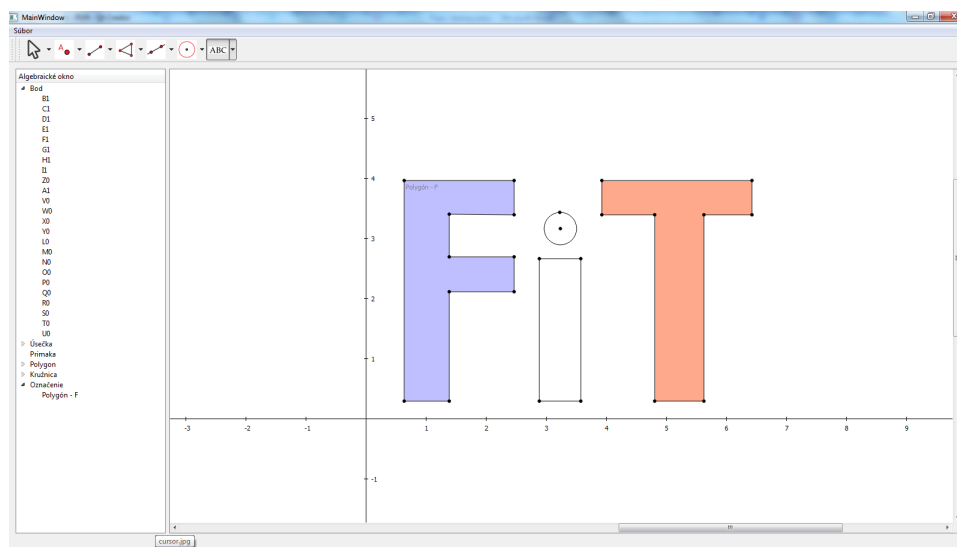 MainWindow
Súbor
A
ABC
Algebraické okno
Bod
B1
C1
D1
E1
F1
G1
H1
I1
Z0
A1
V0
W0
X0
Y0
L0
M0
N0
O0
P0
Q0
R0
S0
T0
U0
Úsečka
Primaka
Polygon
Kružnica
Označenie
Polygón - F
5
4
Polygón - F
3
2
1
-3 -2 -1 1 2 3 4 5 6 7 8 9
-1
FiT
cursor.jpg